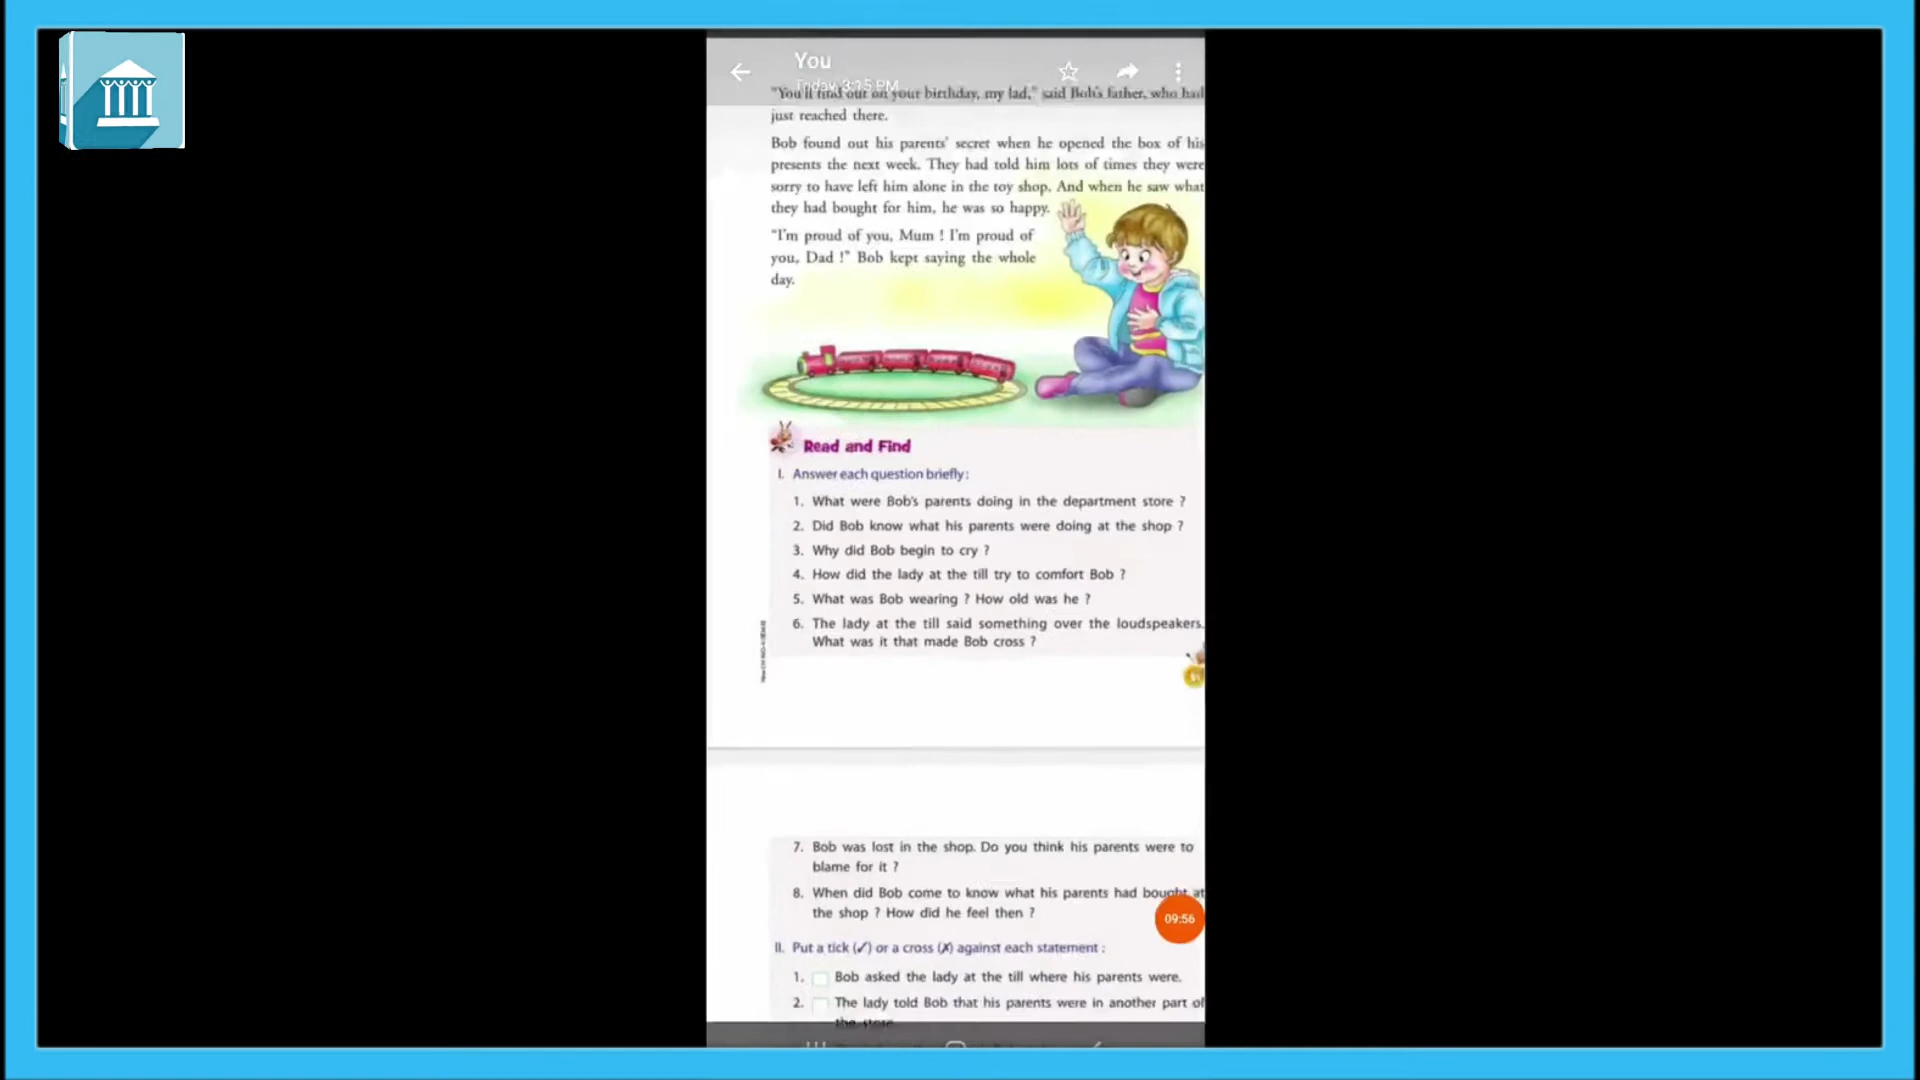 You
Today, 3:15 PM
"You'll find out on your birthday, my lad," said Bob's father, who had
just reached there.
Bob found out his parents' secret when he opened the box of his
presents the next week. They had told him lots of times they were
sorry to have left him alone in the toy shop. And when he saw what
they had bought for him, he was so happy.
"I'm proud of you, Mum ! I'm proud of
you, Dad !" Bob kept saying the whole
day.
Read and Find
I. Answer each question briefly :
1. What were Bob's parents doing in the department store ?
2. Did Bob know what his parents were doing at the shop ?
3. Why did Bob begin to cry ?
4. How did the lady at the till try to comfort Bob ?
5. What was Bob wearing ? How old was he ?
6. The lady at the till said something over the loudspeakers.
What was it that made Bob cross ?
7. Bob was lost in the shop. Do you think his parents were to
blame for it ?
8. When did Bob come to know what his parents had bought at
the shop ? How did he feel then ?
09:56
II. Put a tick (✓) or a cross (✗) against each statement :
1. Bob asked the lady at the till where his parents were.
2. The lady told Bob that his parents were in another part of
the store.